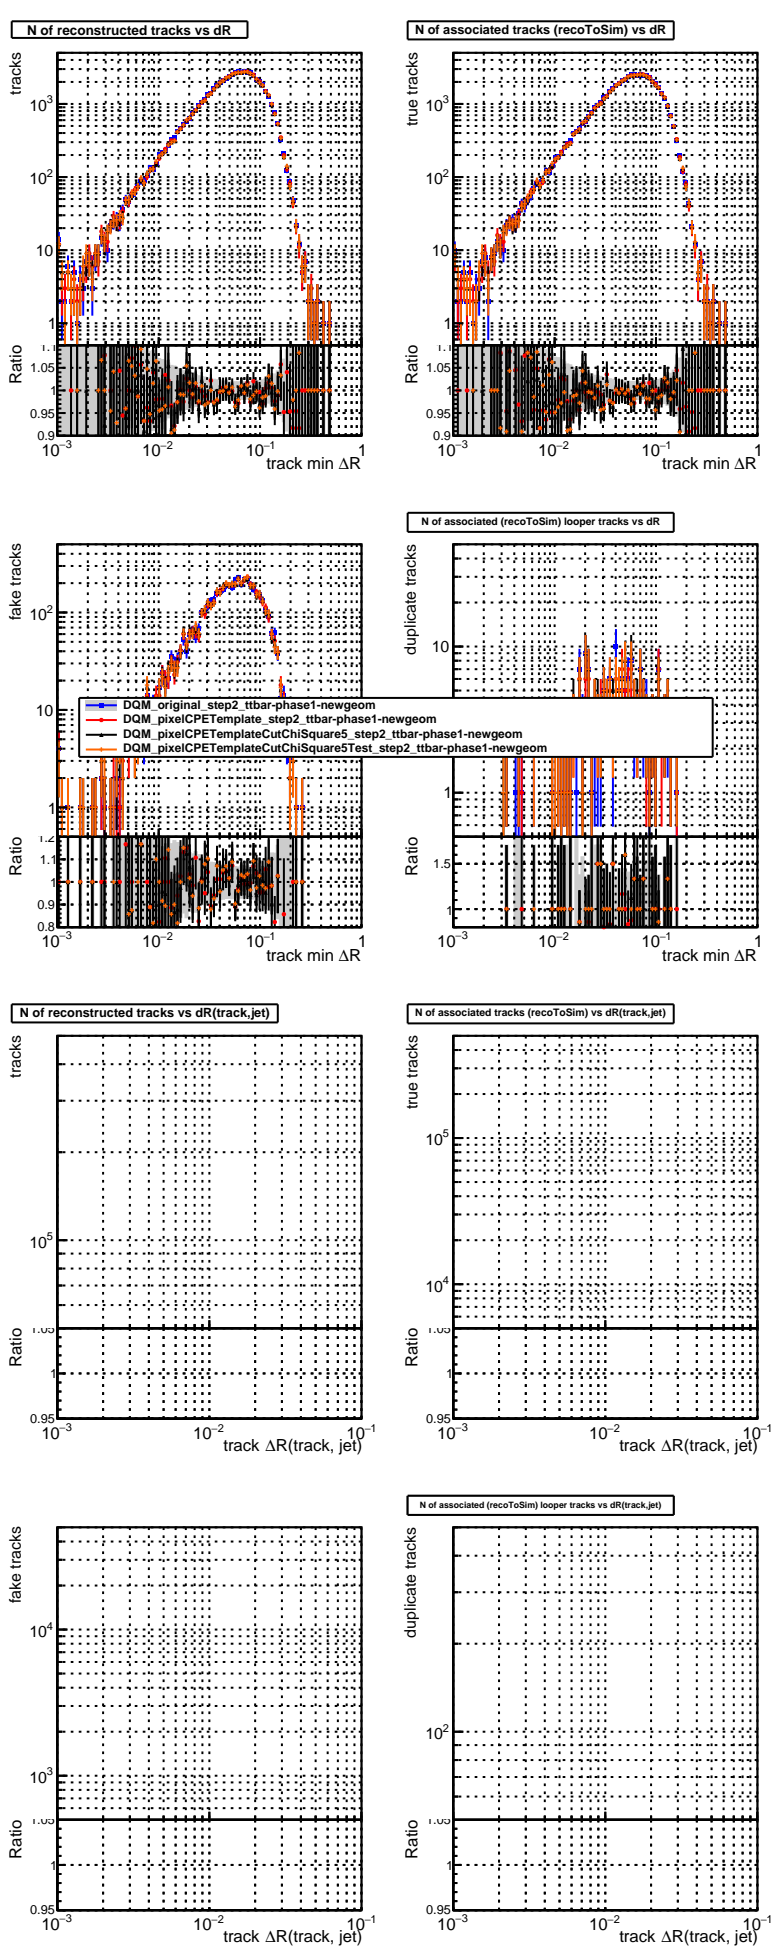 N of reconstructed tracks vs dR
tracks
10³
10²
10
1
Ratio
1.1
1.05
1
0.95
0.9
10⁻³ 10⁻² 10⁻¹ 1
track min ΔR
N of associated tracks (recoToSim) vs dR
true tracks
10³
10²
10
1
Ratio
1.1
1.05
1
0.95
0.9
10⁻³ 10⁻² 10⁻¹ 1
track min ΔR
fake tracks
10²
10
1
Ratio
1.2
1.1
1
0.9
0.8
10⁻³ 10⁻² 10⁻¹ 1
track min ΔR
N of associated (recoToSim) looper tracks vs dR
duplicate tracks
10
1
Ratio
1.5
1
10⁻³ 10⁻² 10⁻¹ 1
track min ΔR
DQM_original_step2_ttbar-phase1-newgeom
DQM_pixelCPETemplate_step2_ttbar-phase1-newgeom
DQM_pixelCPETemplateCutChiSquare5_step2_ttbar-phase1-newgeom
DQM_pixelCPETemplateCutChiSquare5Test_step2_ttbar-phase1-newgeom
N of reconstructed tracks vs dR(track,jet)
tracks
10⁵
Ratio
1.05
1
0.95
10⁻³ 10⁻² 10⁻¹
track ΔR(track, jet)
N of associated tracks (recoToSim) vs dR(track,jet)
true tracks
10⁵
10⁴
Ratio
1.05
1
0.95
10⁻³ 10⁻² 10⁻¹
track ΔR(track, jet)
fake tracks
10⁴
10³
Ratio
1.05
1
0.95
10⁻³ 10⁻² 10⁻¹
track ΔR(track, jet)
N of associated (recoToSim) looper tracks vs dR(track,jet)
duplicate tracks
10²
Ratio
1.05
1
0.95
10⁻³ 10⁻² 10⁻¹
track ΔR(track, jet)